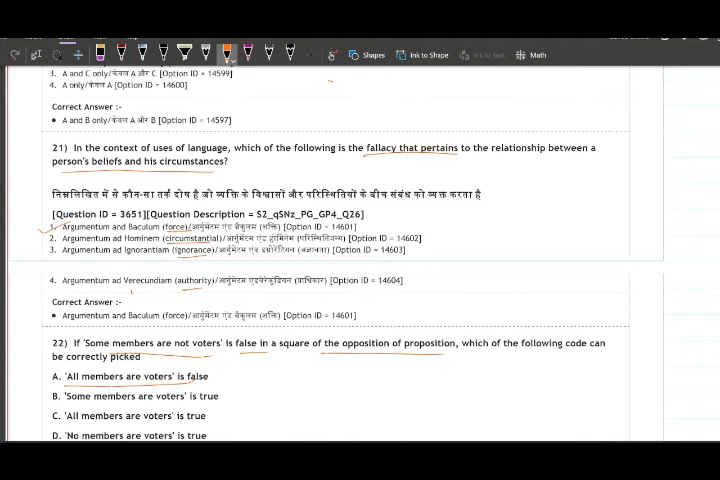 Shapes
Ink to Shape
Ink to Text
Math
3. A and C only/केवल A और C [Option ID = 14599]
4. A only/केवल A [Option ID = 14600]
Correct Answer :-
• A and B only/केवल A और B [Option ID = 14597]
21) In the context of uses of language, which of the following is the fallacy that pertains to the relationship between a
person's beliefs and his circumstances?
निम्नलिखित में से कौन-सा तर्क दोष है जो व्यक्ति के विश्वासों और परिस्थितियों के बीच संबंध को व्यक्त करता है
[Question ID = 3651][Question Description = S2_qSNz_PG_GP4_Q26]
1. Argumentum and Baculum (force)/आर्गुमेंटम एंड बैकुलम (शक्ति) [Option ID = 14601]
2. Argumentum ad Hominem (circumstantial)/आर्गुमेंटम एंड होमिनेम (परिस्थितिजन्य) [Option ID = 14602]
3. Argumentum ad Ignorantiam (ignorance)/आर्गुमेंटम एंड इग्नोरेंटियम (अज्ञानता) [Option ID = 14603]
4. Argumentum ad Verecundiam (authority)/आर्गुमेंटम एंडवेरेकुंडियम (प्राधिकार) [Option ID = 14604]
Correct Answer :-
• Argumentum and Baculum (force)/आर्गुमेंटम एंड बैकुलम (शक्ति) [Option ID = 14601]
22) If 'Some members are not voters' is false in a square of the opposition of proposition, which of the following code can
be correctly picked
A. 'All members are voters' is false
B. 'Some members are voters' is true
C. 'All members are voters' is true
D. 'No members are voters' is true